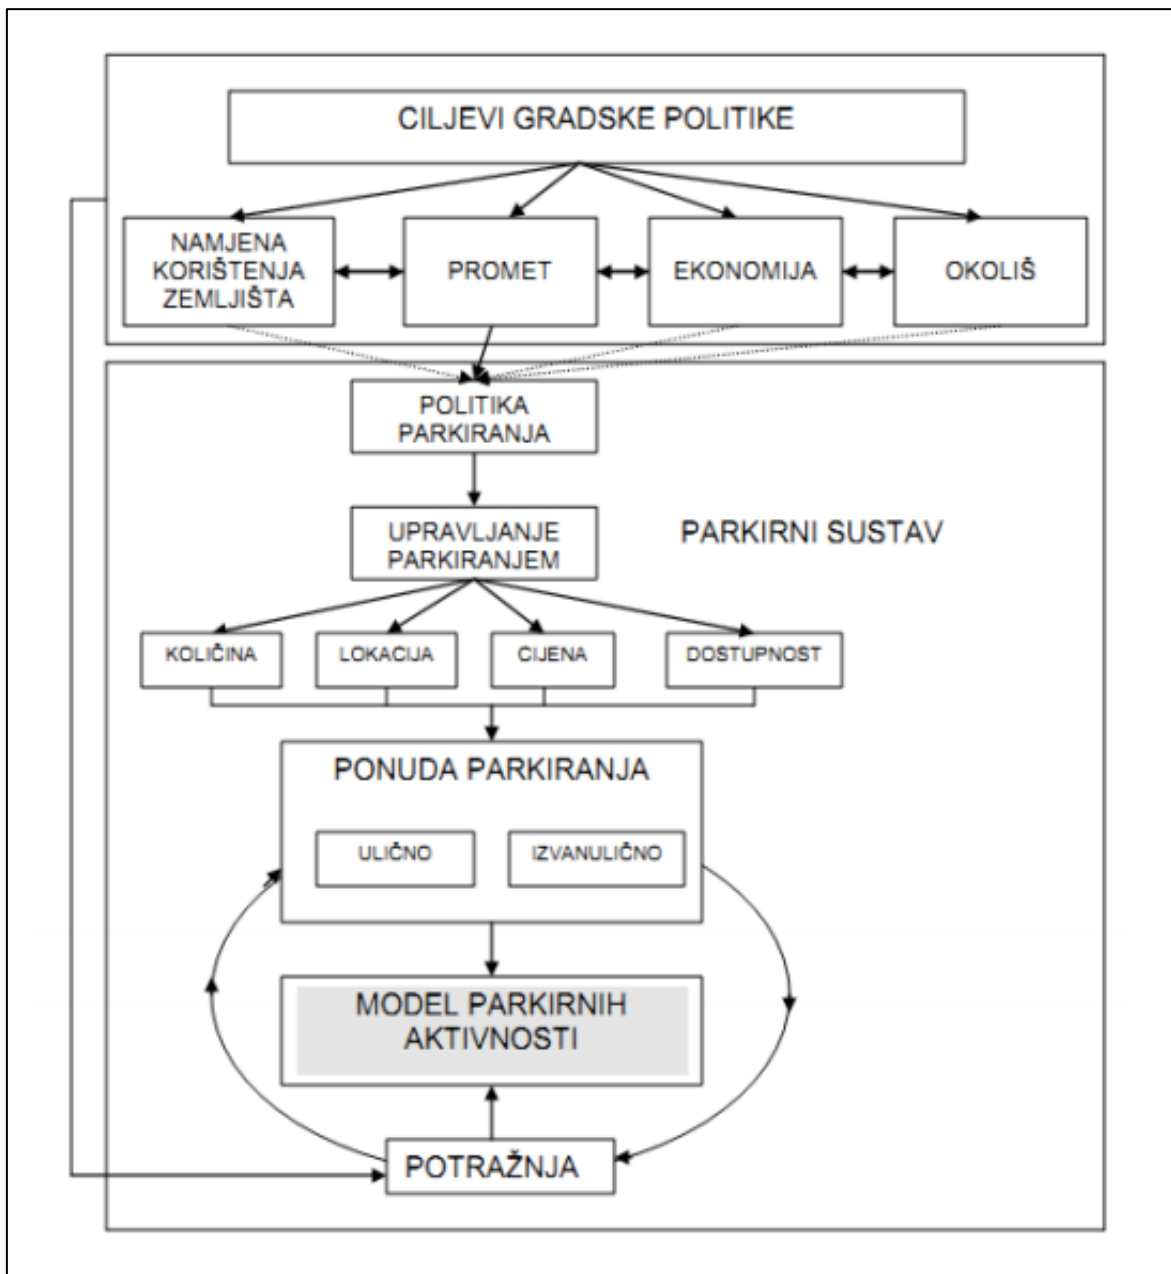 CILJEVI GRADSKE POLITIKE
NAMJENA
KORIŠTENJA
ZEMLJIŠTA
PROMET
EKONOMIJA
OKOLIŠ
POLITIKA
PARKIRANJA
UPRAVLJANJE
PARKIRANJEM
PARKIRNI SUSTAV
KOLIČINA
LOKACIJA
CIJENA
DOSTUPNOST
PONUDA PARKIRANJA
ULIČNO
IZVANULIČNO
MODEL PARKIRNIH
AKTIVNOSTI
POTRAŽNJA